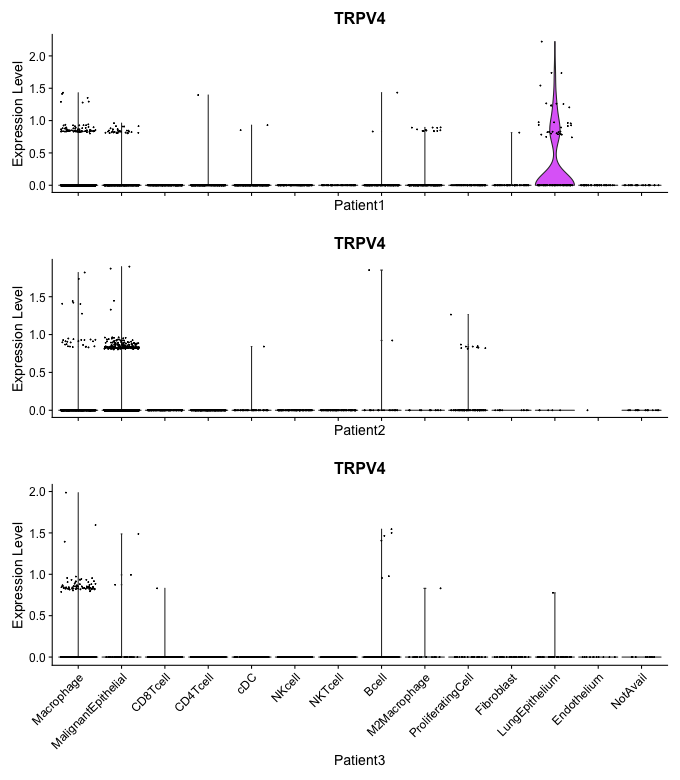 TRPV4
Expression Level
2.0
1.5
1.0
0.5
0.0
Patient1
TRPV4
Expression Level
1.5
1.0
0.5
0.0
Patient2
TRPV4
Expression Level
2.0
1.5
1.0
0.5
0.0
Macrophage
MalignantEpithelial
CD8Tcell
CD4Tcell
cDC
NKcell
NKTcell
Bcell
M2Macrophage
ProliferatingCell
Fibroblast
LungEpithelium
Endothelium
NotAvail
Patient3